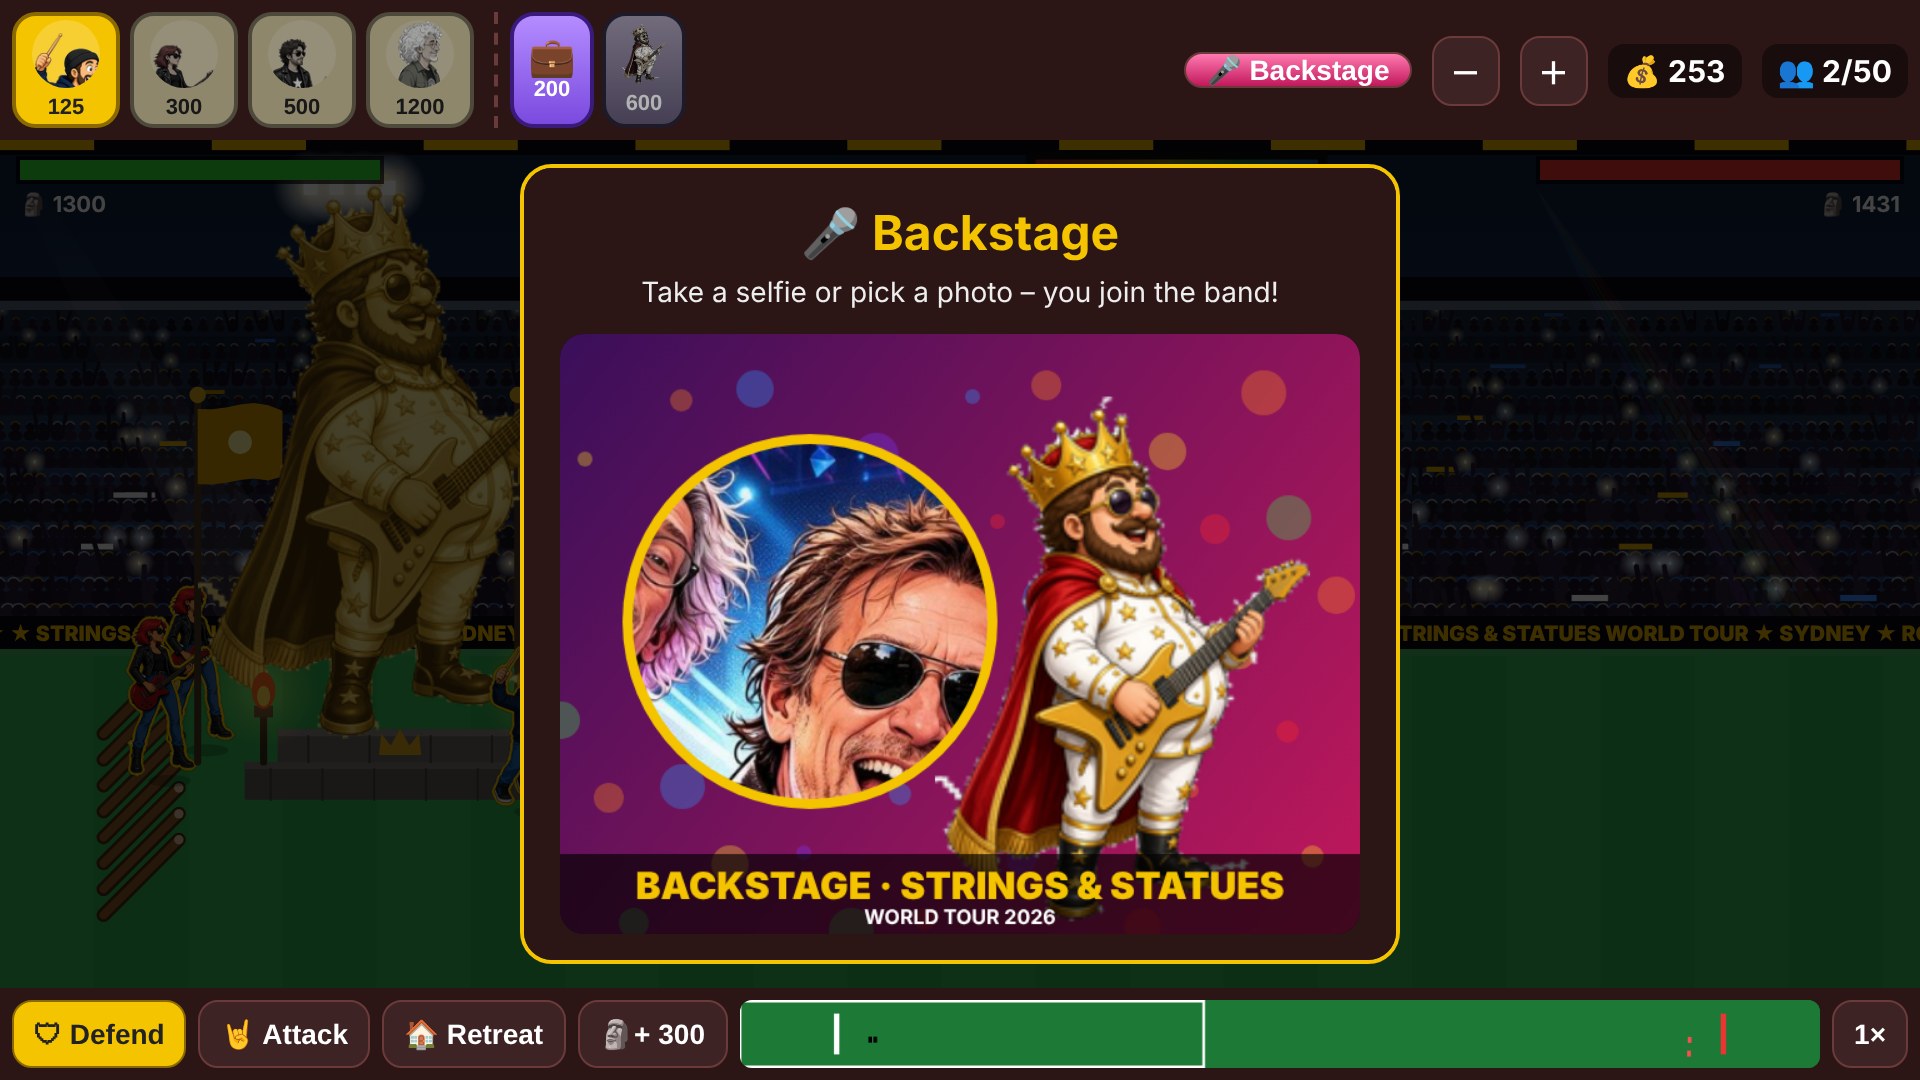 125
300
500
1200
200
600
Backstage
−
+
253
2/50
1300
1431
Backstage
Take a selfie or pick a photo – you join the band!
BACKSTAGE · STRINGS & STATUES
WORLD TOUR 2026
★ STRINGS
DNEY
TRINGS & STATUES WORLD TOUR ★ SYDNEY ★ R
Defend
Attack
Retreat
+ 300
1×